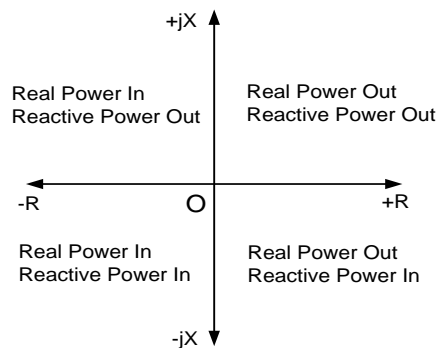 +jX
Real Power In
Reactive Power Out
Real Power Out
Reactive Power Out
-R
O
+R
Real Power In
Reactive Power In
Real Power Out
Reactive Power In
-jX